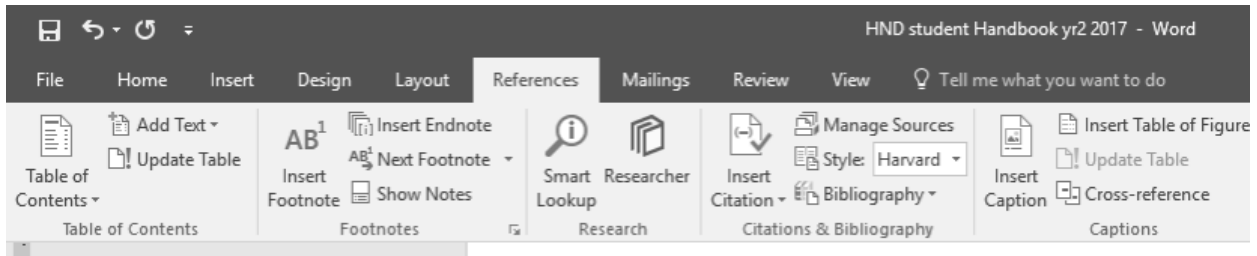 HND student Handbook yr2 2017 - Word
File Home Insert Design Layout References Mailings Review View Tell me what you want to do
Table of Contents
Add Text
Update Table
Table of Contents
AB1
Insert Footnote
Insert Endnote
AB1 Next Footnote
Show Notes
Footnotes
Smart Lookup
Researcher
Research
Insert Citation
Manage Sources
Style: Harvard
Bibliography
Citations & Bibliography
Insert Caption
Insert Table of Figure
Update Table
Cross-reference
Captions